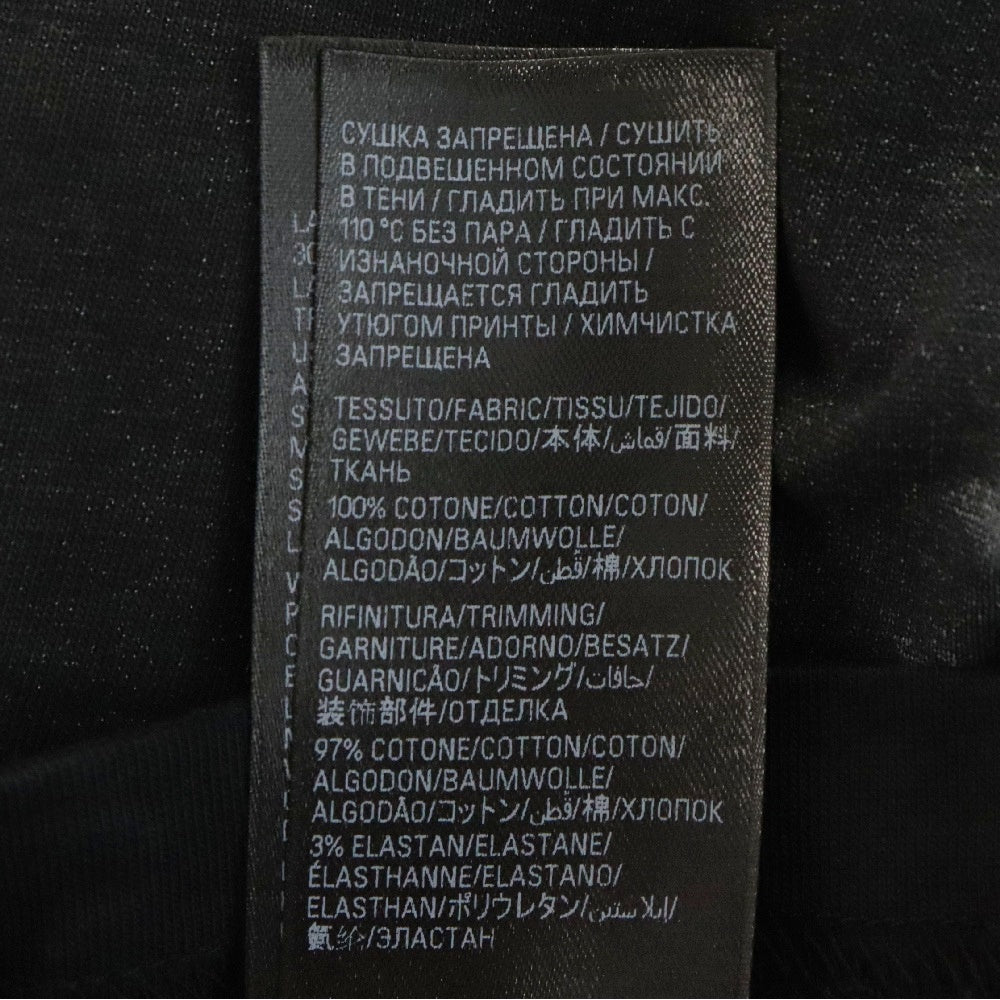 СУШКА ЗАПРЕЩЕНА / СУШИТЬ
В ПОДВЕШЕННОМ СОСТОЯНИИ
В ТЕНИ / ГЛАДИТЬ ПРИ МАКС.
110 °C БЕЗ ПАРА / ГЛАДИТЬ С
ИЗНАНОЧНОЙ СТОРОНЫ /
ЗАПРЕЩАЕТСЯ ГЛАДИТЬ
УТЮГОМ ПРИНТЫ / ХИМЧИСТКА
ЗАПРЕЩЕНА
TESSUTO/FABRIC/TISSU/TEJIDO/
GEWEBE/TECIDO/本体/قماش/面料/
ТКАНЬ
100% COTONE/COTTON/COTON/
ALGODON/BAUMWOLLE/
ALGODÃO/コットン/قطن/棉/ХЛОПОК
RIFINITURA/TRIMMING/
GARNITURE/ADORNO/BESATZ/
GUARNICÃO/トリミング/حافات/
装饰部件/ОТДЕЛКА
97% COTONE/COTTON/COTON/
ALGODON/BAUMWOLLE/
ALGODÃO/コットン/قطن/棉/ХЛОПОК
3% ELASTAN/ELASTANE/
ÉLASTHANNE/ELASTANO/
ELASTHAN/ポリウレタン/إيلاستين/
氨纶/ЭЛАСТАН